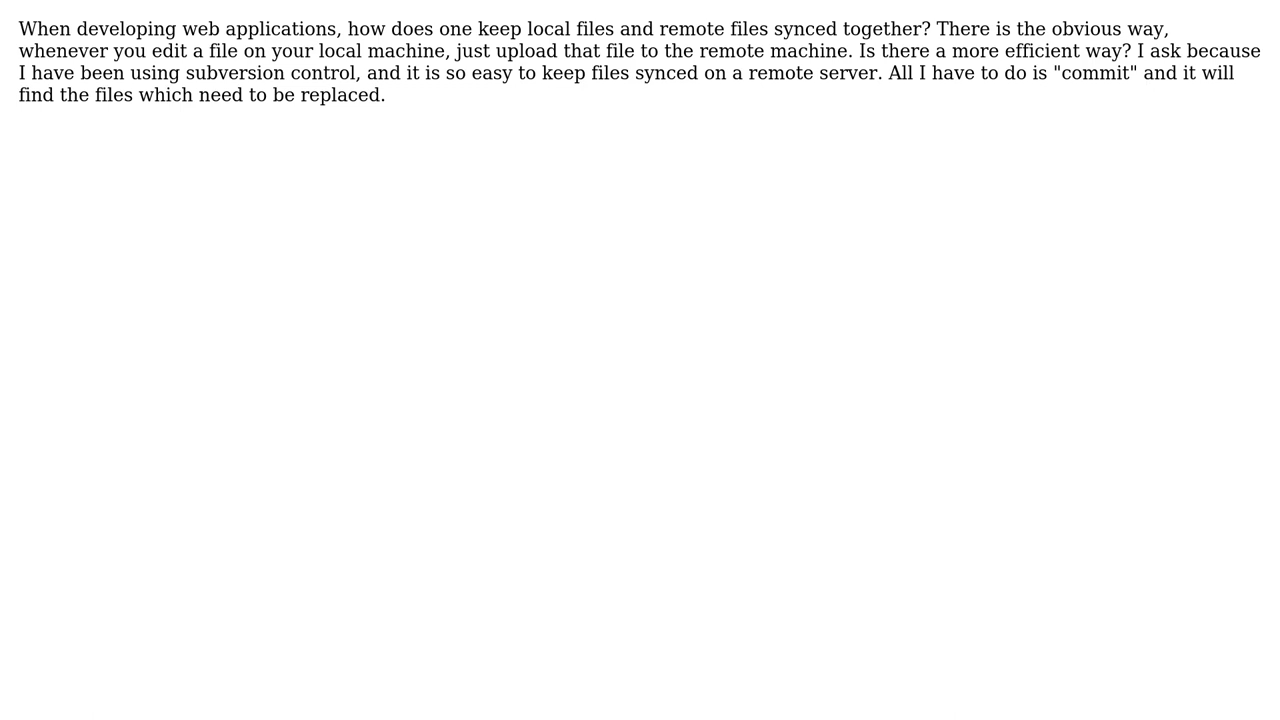 When developing web applications, how does one keep local files and remote files synced together? There is the obvious way,
whenever you edit a file on your local machine, just upload that file to the remote machine. Is there a more efficient way? I ask because
I have been using subversion control, and it is so easy to keep files synced on a remote server. All I have to do is "commit" and it will
find the files which need to be replaced.